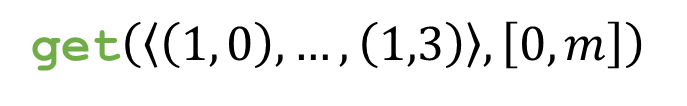 get(⟨(1, 0), … , (1,3)⟩, [0, m])